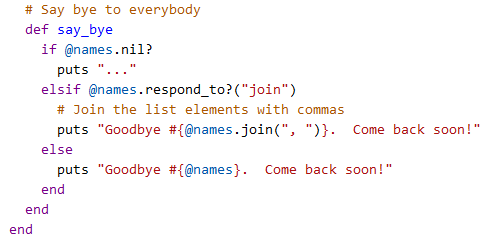 # Say bye to everybody
  def say_bye
    if @names.nil?
      puts "..."
    elsif @names.respond_to?("join")
      # Join the list elements with commas
      puts "Goodbye #{@names.join(", ")}.  Come back soon!"
    else
      puts "Goodbye #{@names}.  Come back soon!"
    end
  end
end